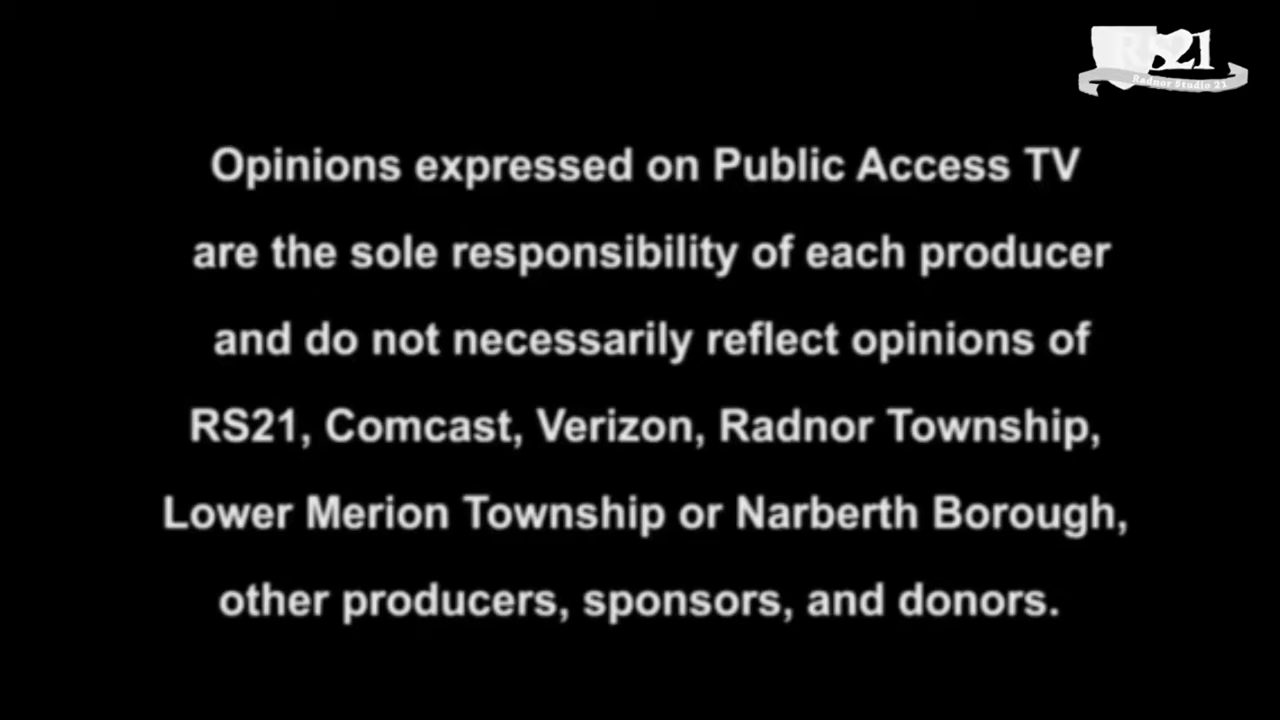 RS21
Radnor Studio 21
Opinions expressed on Public Access TV
are the sole responsibility of each producer
and do not necessarily reflect opinions of
RS21, Comcast, Verizon, Radnor Township,
Lower Merion Township or Narberth Borough,
other producers, sponsors, and donors.